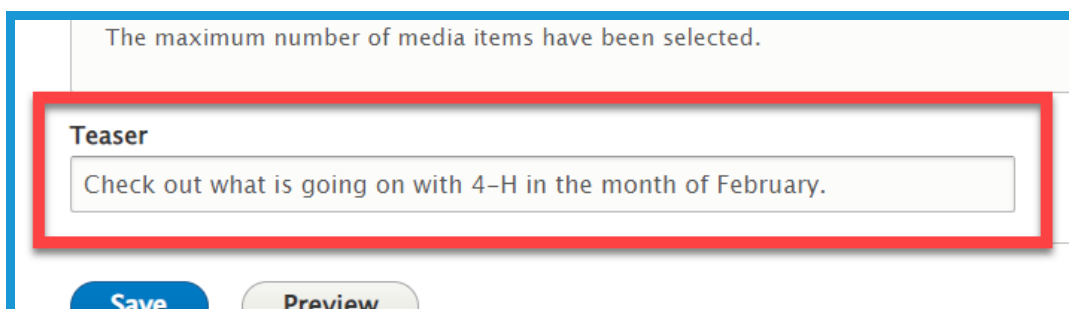 The maximum number of media items have been selected.
Teaser
Check out what is going on with 4-H in the month of February.
Save Preview